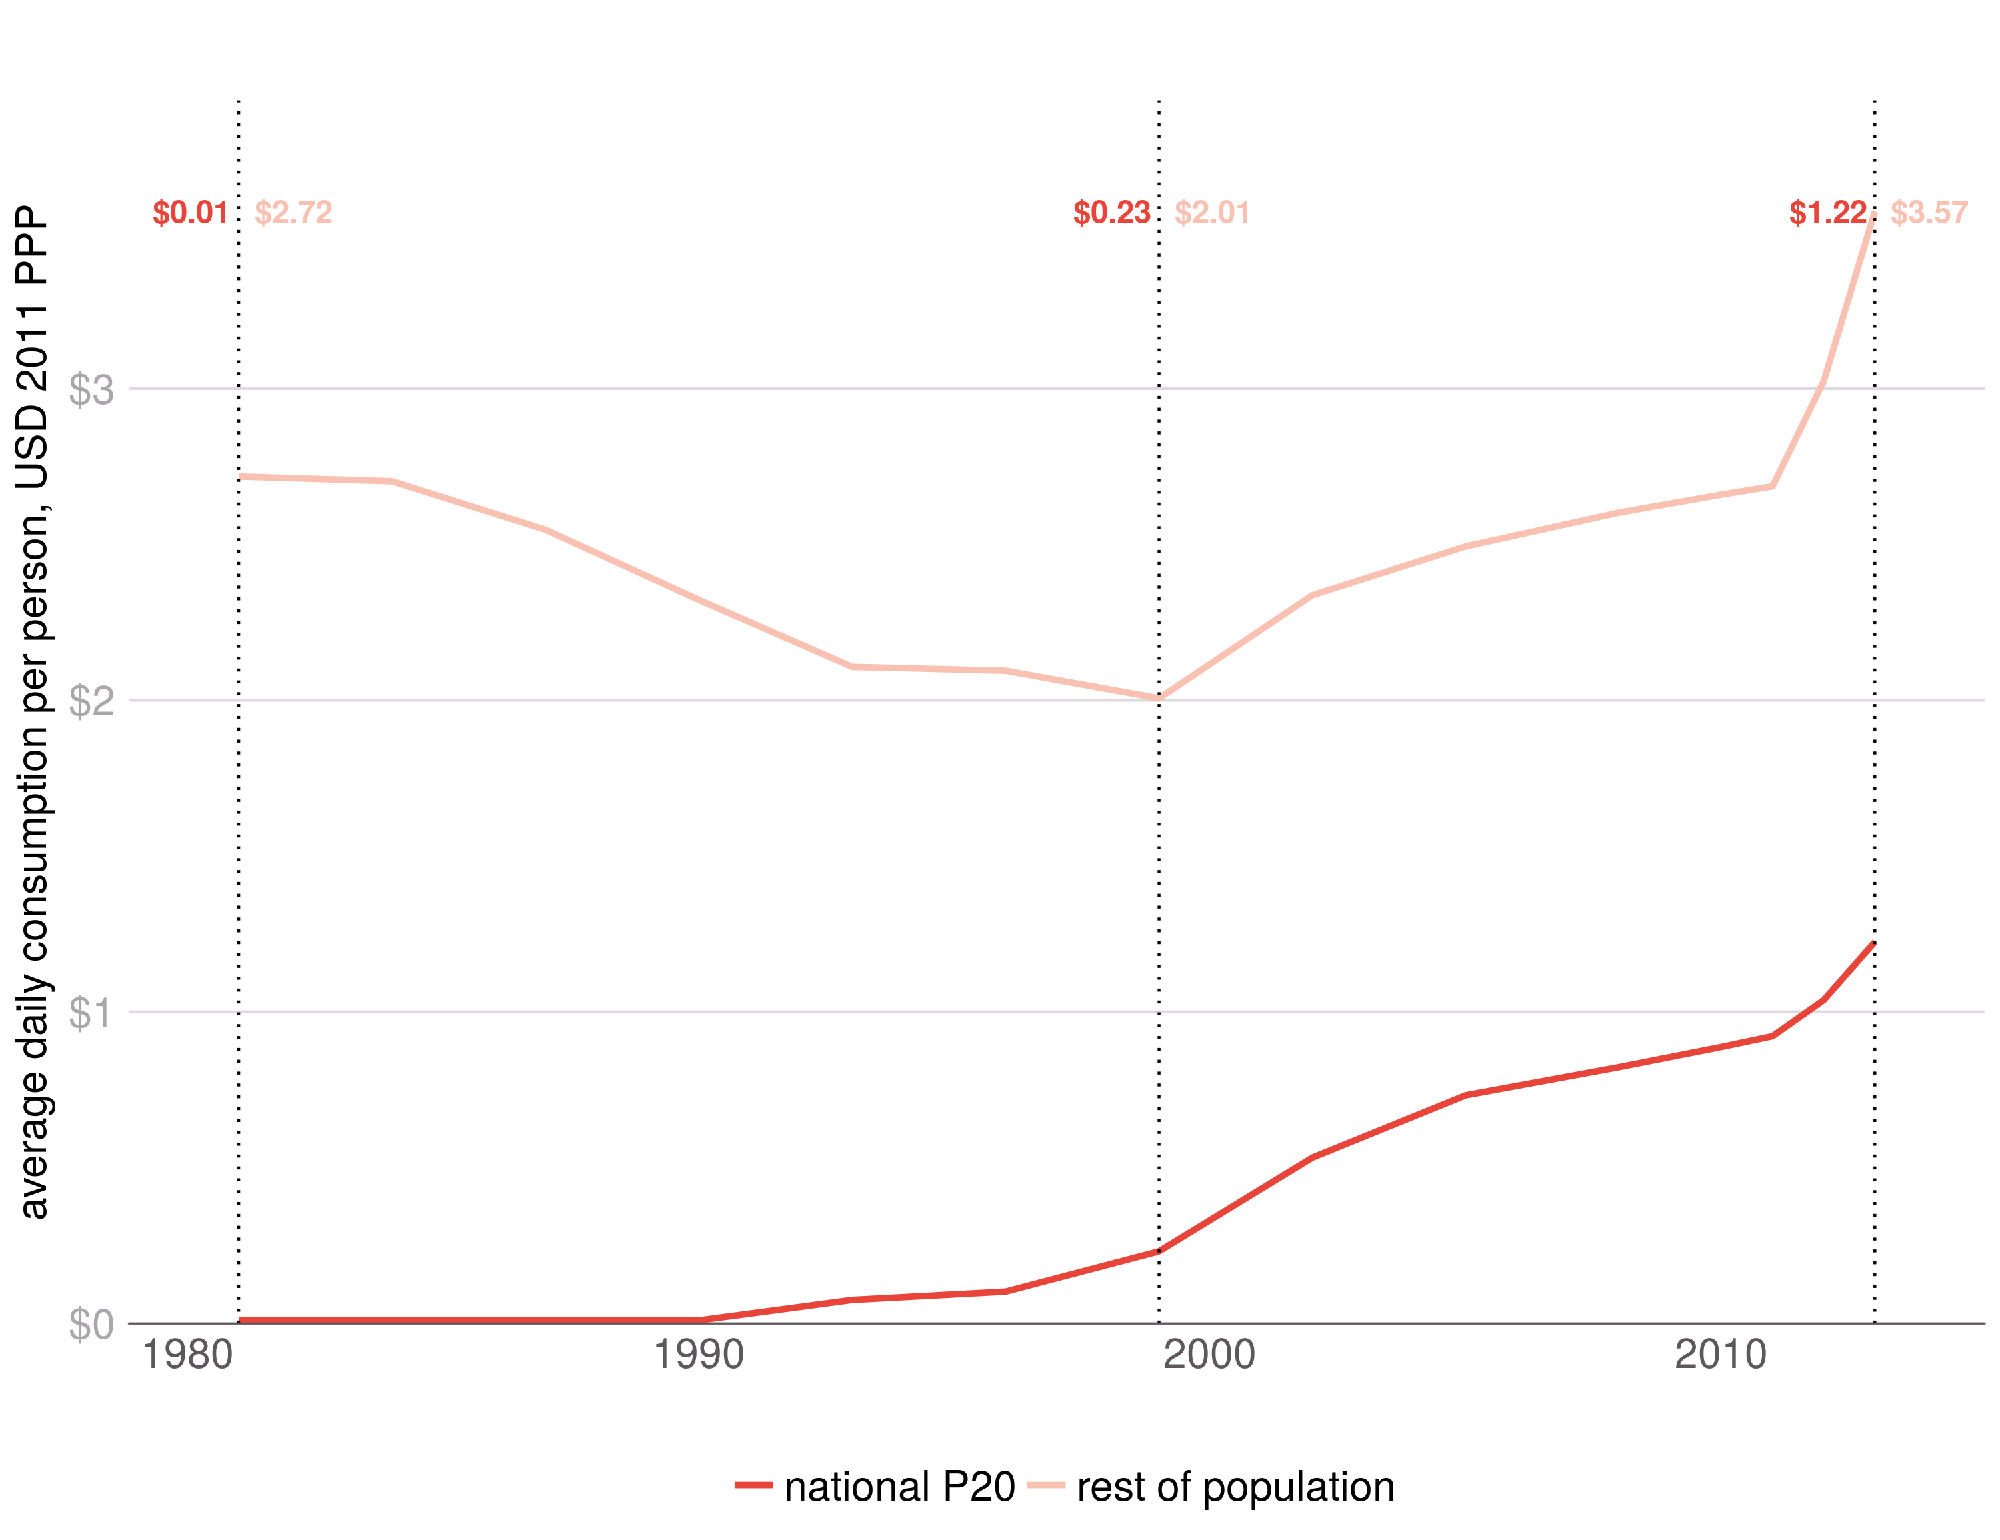 $0.01 $2.72 $0.23 $2.01 $1.22 $3.57
average daily consumption per person, USD 2011 PPP
$3
$2
$1
$0
1980 1990 2000 2010
national P20 rest of population